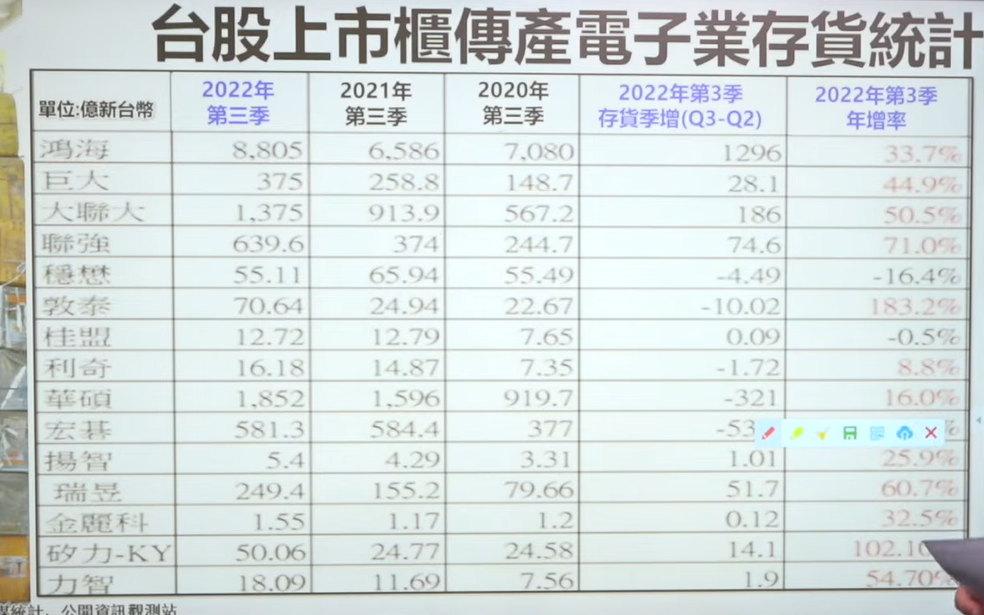 台股上市櫃傳產電子業存貨統計
單位:億新台幣 2022年第三季 2021年第三季 2020年第三季 2022年第3季存貨季增(Q3-Q2) 2022年第3季年增率
鴻海 8,805 6,586 7,080 1296 33.7%
巨大 375 258.8 148.7 28.1 44.9%
大聯大 1,375 913.9 567.2 186 50.5%
聯強 639.6 374 244.7 74.6 71.0%
穩懋 55.11 65.94 55.49 -4.49 -16.4%
敦泰 70.64 24.94 22.67 -10.02 183.2%
桂盟 12.72 12.79 7.65 0.09 -0.5%
利奇 16.18 14.87 7.35 -1.72 8.8%
華碩 1,852 1,596 919.7 -321 16.0%
宏碁 581.3 584.4 377
揚智 5.4 4.29 3.31 1.01 25.9%
瑞昱 249.4 155.2 79.66 51.7 60.7%
金麗科 1.55 1.17 1.2 0.12 32.5%
矽力-KY 50.06 24.77 24.58 14.1
力智 18.09 11.69 7.56 1.9 54.70%
統計、公開資訊觀測站